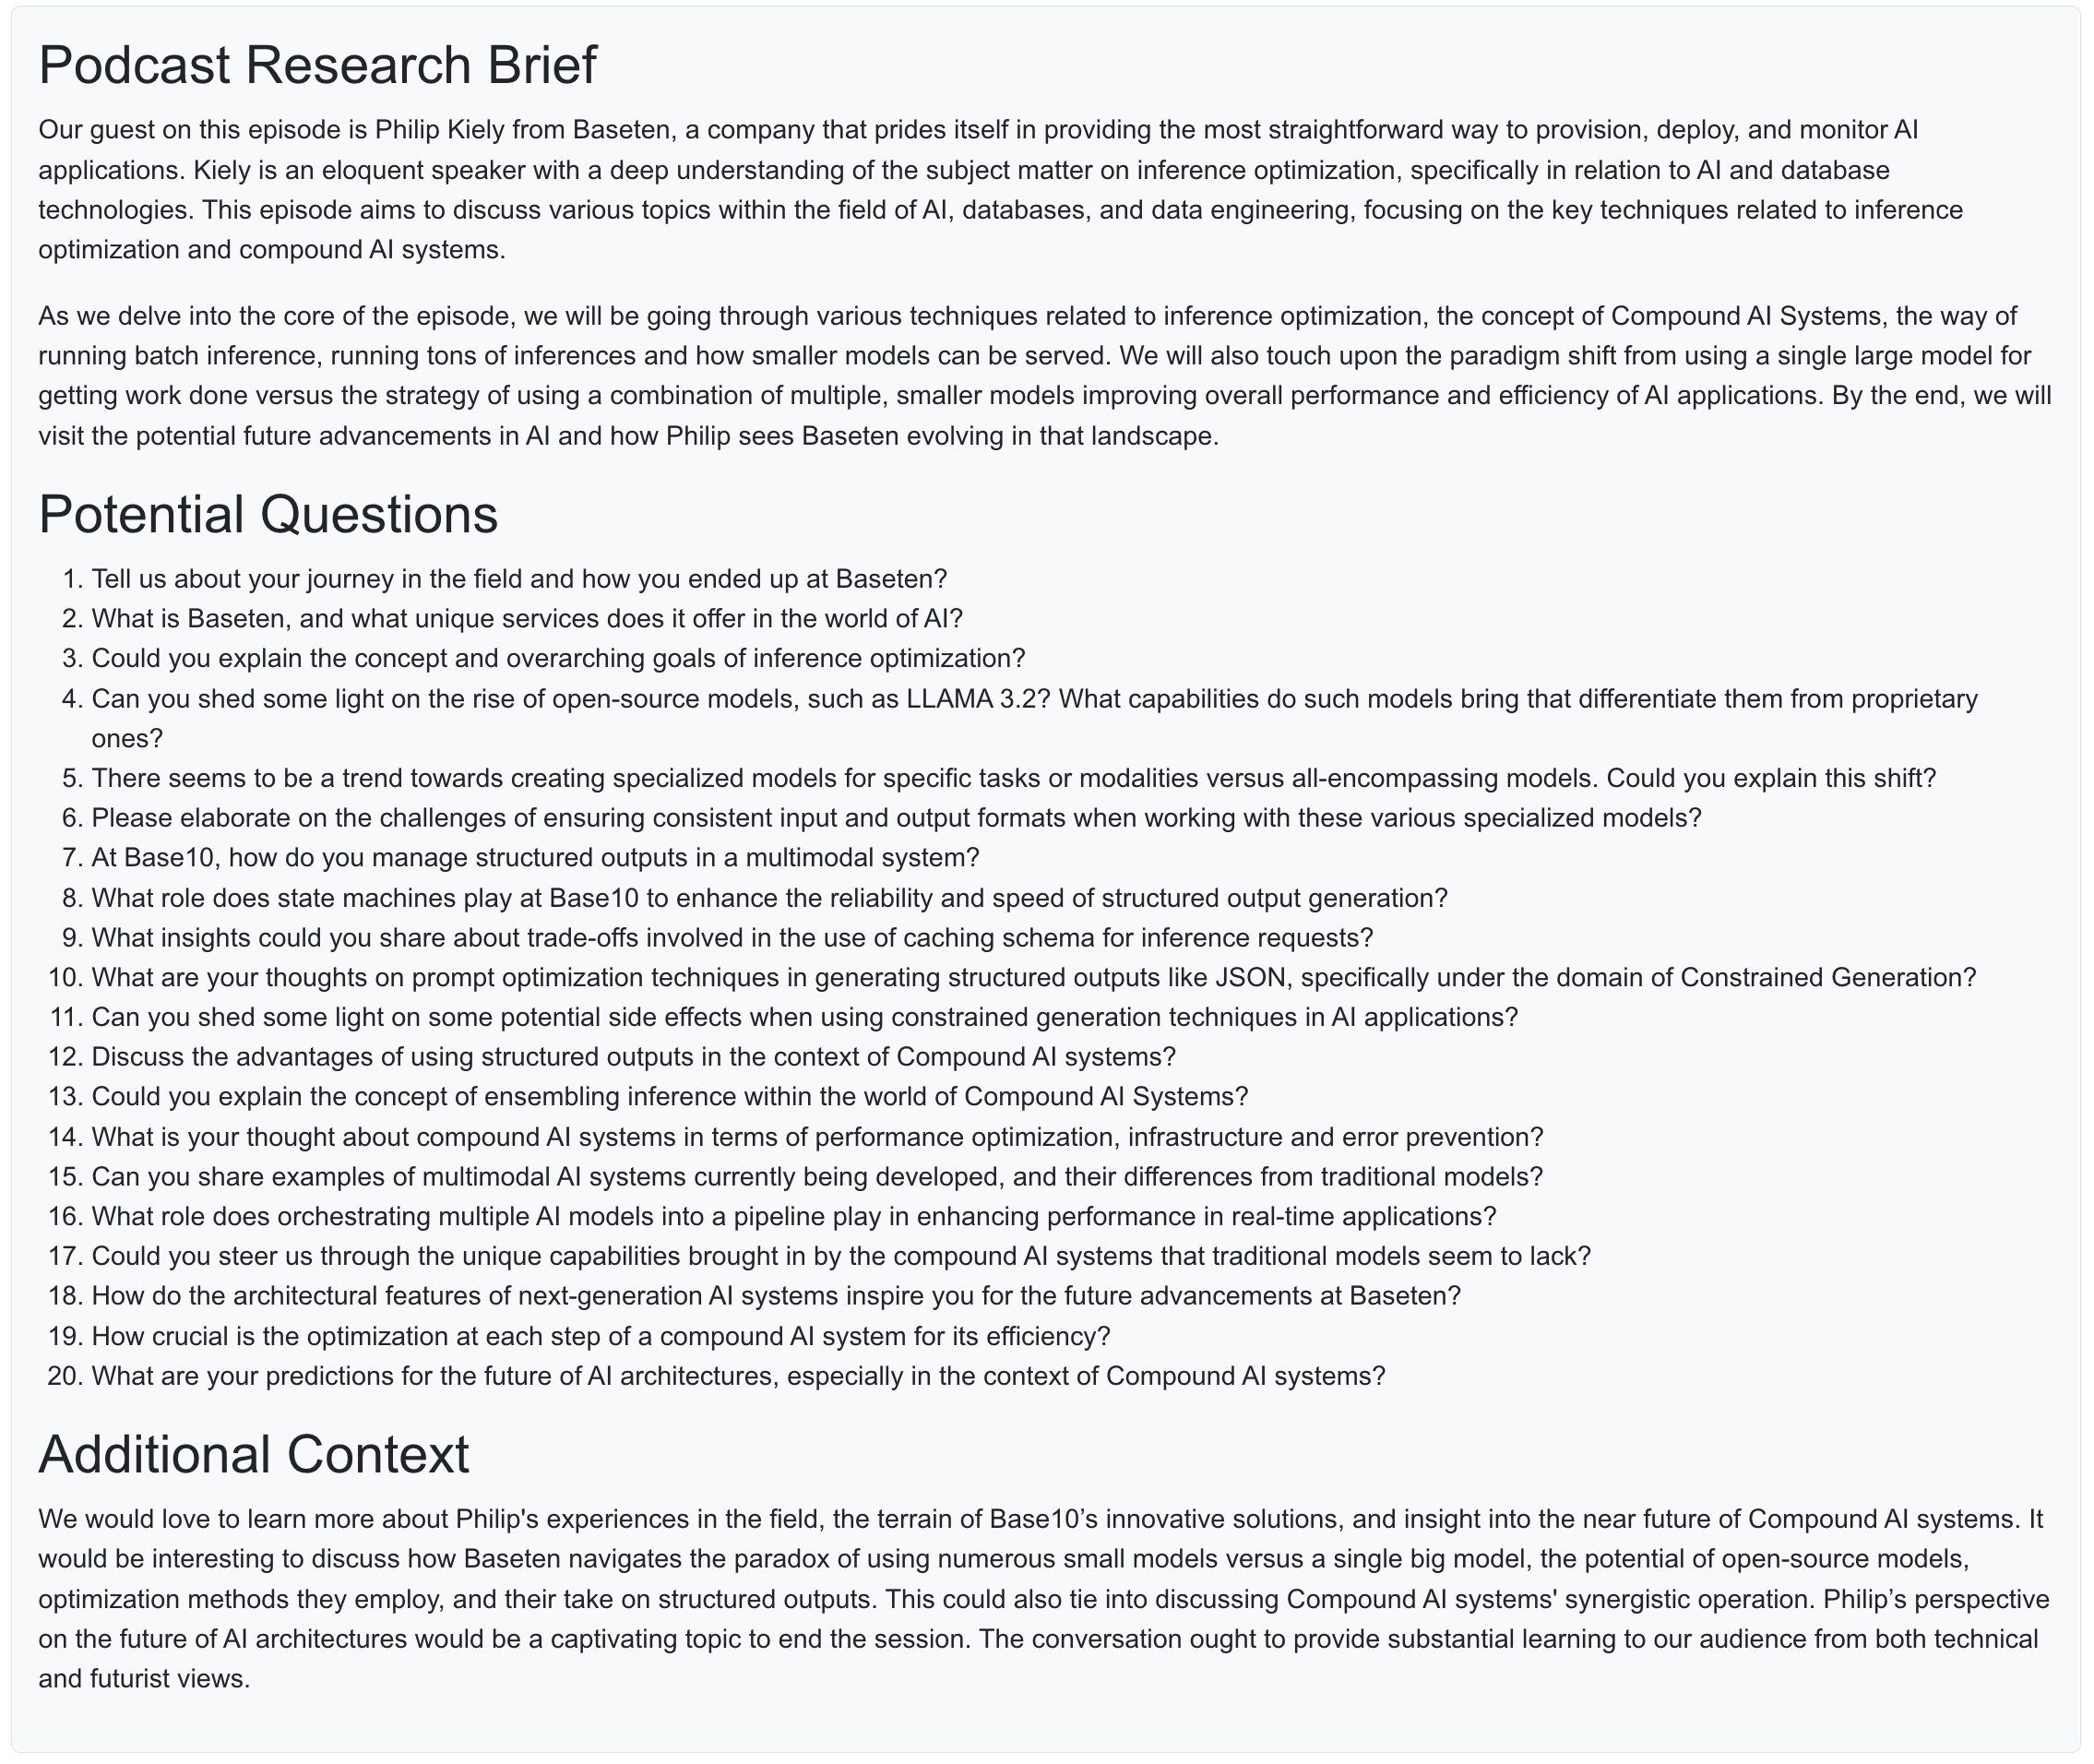 Podcast Research Brief
Our guest on this episode is Philip Kiely from Baseten, a company that prides itself in providing the most straightforward way to provision, deploy, and monitor AI
applications. Kiely is an eloquent speaker with a deep understanding of the subject matter on inference optimization, specifically in relation to AI and database
technologies. This episode aims to discuss various topics within the field of AI, databases, and data engineering, focusing on the key techniques related to inference
optimization and compound AI systems.
As we delve into the core of the episode, we will be going through various techniques related to inference optimization, the concept of Compound AI Systems, the way of
running batch inference, running tons of inferences and how smaller models can be served. We will also touch upon the paradigm shift from using a single large model for
getting work done versus the strategy of using a combination of multiple, smaller models improving overall performance and efficiency of AI applications. By the end, we will
visit the potential future advancements in AI and how Philip sees Baseten evolving in that landscape.
Potential Questions
1. Tell us about your journey in the field and how you ended up at Baseten?
2. What is Baseten, and what unique services does it offer in the world of AI?
3. Could you explain the concept and overarching goals of inference optimization?
4. Can you shed some light on the rise of open-source models, such as LLAMA 3.2? What capabilities do such models bring that differentiate them from proprietary
ones?
5. There seems to be a trend towards creating specialized models for specific tasks or modalities versus all-encompassing models. Could you explain this shift?
6. Please elaborate on the challenges of ensuring consistent input and output formats when working with these various specialized models?
7. At Base10, how do you manage structured outputs in a multimodal system?
8. What role does state machines play at Base10 to enhance the reliability and speed of structured output generation?
9. What insights could you share about trade-offs involved in the use of caching schema for inference requests?
10. What are your thoughts on prompt optimization techniques in generating structured outputs like JSON, specifically under the domain of Constrained Generation?
11. Can you shed some light on some potential side effects when using constrained generation techniques in AI applications?
12. Discuss the advantages of using structured outputs in the context of Compound AI systems?
13. Could you explain the concept of ensembling inference within the world of Compound AI Systems?
14. What is your thought about compound AI systems in terms of performance optimization, infrastructure and error prevention?
15. Can you share examples of multimodal AI systems currently being developed, and their differences from traditional models?
16. What role does orchestrating multiple AI models into a pipeline play in enhancing performance in real-time applications?
17. Could you steer us through the unique capabilities brought in by the compound AI systems that traditional models seem to lack?
18. How do the architectural features of next-generation AI systems inspire you for the future advancements at Baseten?
19. How crucial is the optimization at each step of a compound AI system for its efficiency?
20. What are your predictions for the future of AI architectures, especially in the context of Compound AI systems?
Additional Context
We would love to learn more about Philip's experiences in the field, the terrain of Base10’s innovative solutions, and insight into the near future of Compound AI systems. It
would be interesting to discuss how Baseten navigates the paradox of using numerous small models versus a single big model, the potential of open-source models,
optimization methods they employ, and their take on structured outputs. This could also tie into discussing Compound AI systems' synergistic operation. Philip’s perspective
on the future of AI architectures would be a captivating topic to end the session. The conversation ought to provide substantial learning to our audience from both technical
and futurist views.